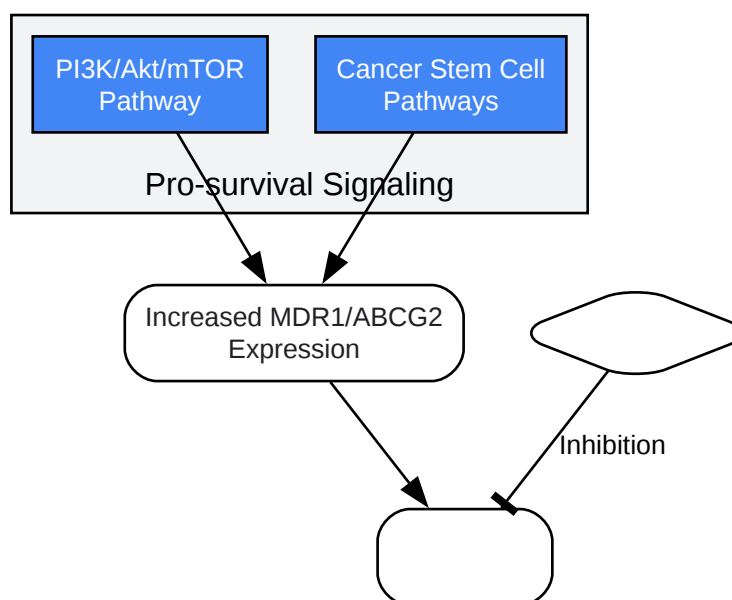 PI3K/Akt/mTOR
Pathway
Cancer Stem Cell
Pathways
Pro-survival Signaling
Increased MDR1/ABCG2
Expression
Inhibition